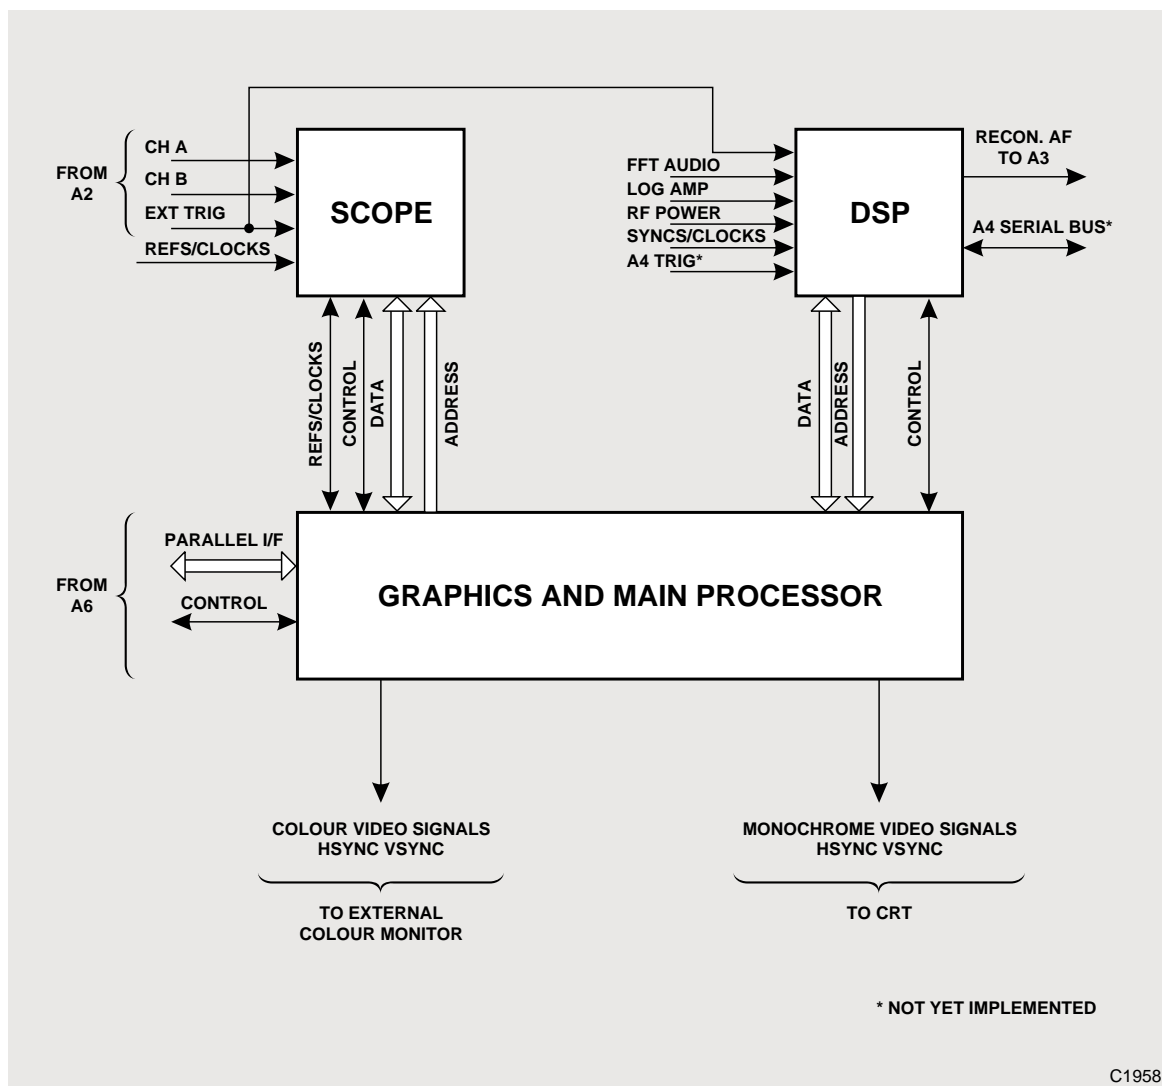 CH A
FROM
A2
CH B
EXT TRIG
REFS/CLOCKS
SCOPE
FFT AUDIO
LOG AMP
RF POWER
SYNCS/CLOCKS
A4 TRIG*
DSP
RECON. AF
TO A3
A4 SERIAL BUS*
REFS/CLOCKS
CONTROL
DATA
ADDRESS
DATA
ADDRESS
CONTROL
FROM
A6
PARALLEL I/F
CONTROL
GRAPHICS AND MAIN PROCESSOR
COLOUR VIDEO SIGNALS
HSYNC VSYNC
TO EXTERNAL
COLOUR MONITOR
MONOCHROME VIDEO SIGNALS
HSYNC VSYNC
TO CRT
* NOT YET IMPLEMENTED
C1958